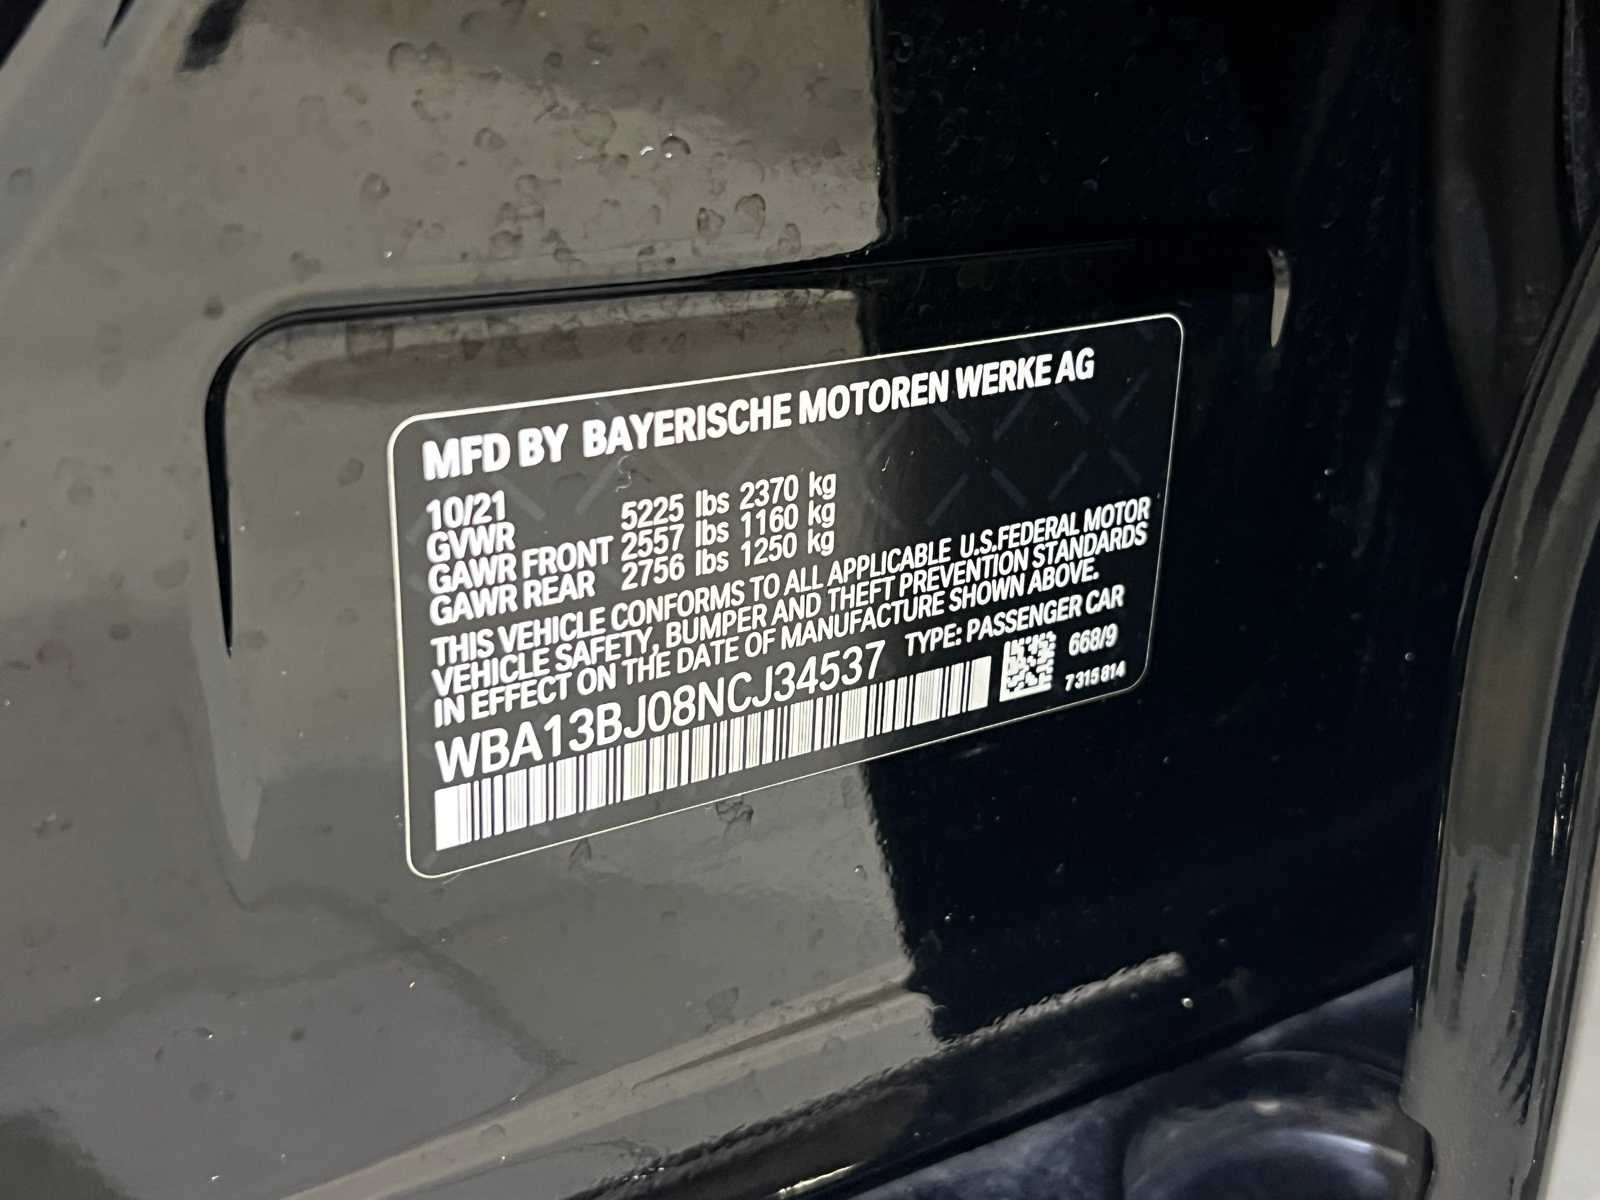 MFD BY BAYERISCHE MOTOREN WERKE AG
10/21
GVWR 5225 lbs 2370 kg
GAWR FRONT 2557 lbs 1160 kg
GAWR REAR 2756 lbs 1250 kg
THIS VEHICLE CONFORMS TO ALL APPLICABLE U.S.FEDERAL MOTOR
VEHICLE SAFETY, BUMPER AND THEFT PREVENTION STANDARDS
IN EFFECT ON THE DATE OF MANUFACTURE SHOWN ABOVE.
WBA13BJ08NCJ34537 TYPE: PASSENGER CAR
668/9
7 315 814